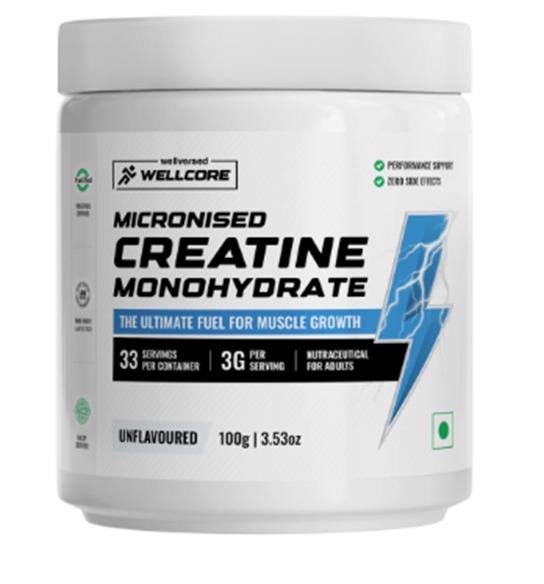 wellversed
WELLCORE
PERFORMANCE SUPPORT
ZERO SIDE EFFECTS
MICRONISED
CREATINE
MONOHYDRATE
THE ULTIMATE FUEL FOR MUSCLE GROWTH
33 SERVINGS PER CONTAINER | 3G PER SERVING | NUTRACEUTICAL FOR ADULTS
UNFLAVOURED 100g | 3.53oz